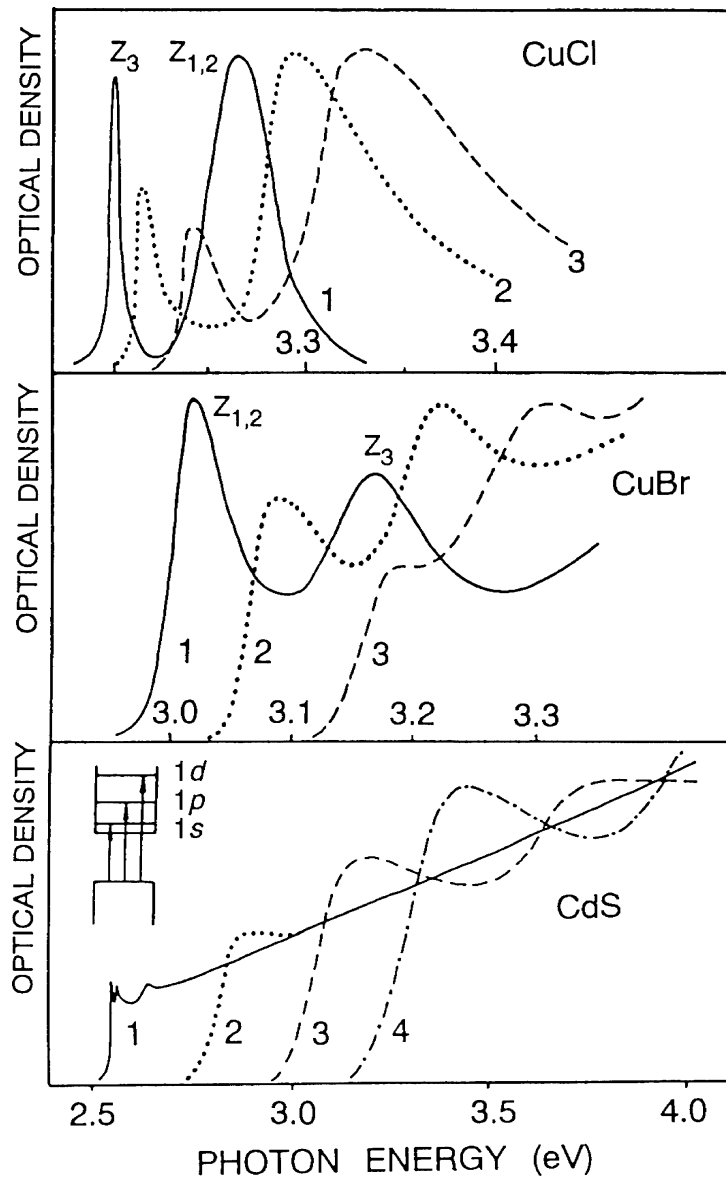 CuCl
Z3
Z1,2
OPTICAL DENSITY
1
2
3
3.3
3.4
Z1,2
Z3
CuBr
OPTICAL DENSITY
1
2
3
3.0
3.1
3.2
3.3
1d
1p
1s
OPTICAL DENSITY
CdS
1
2
3
4
2.5
3.0
3.5
4.0
PHOTON ENERGY (eV)